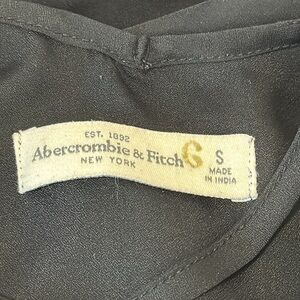 EST. 1892
Abercrombie & Fitch
NEW YORK
S
MADE
IN INDIA